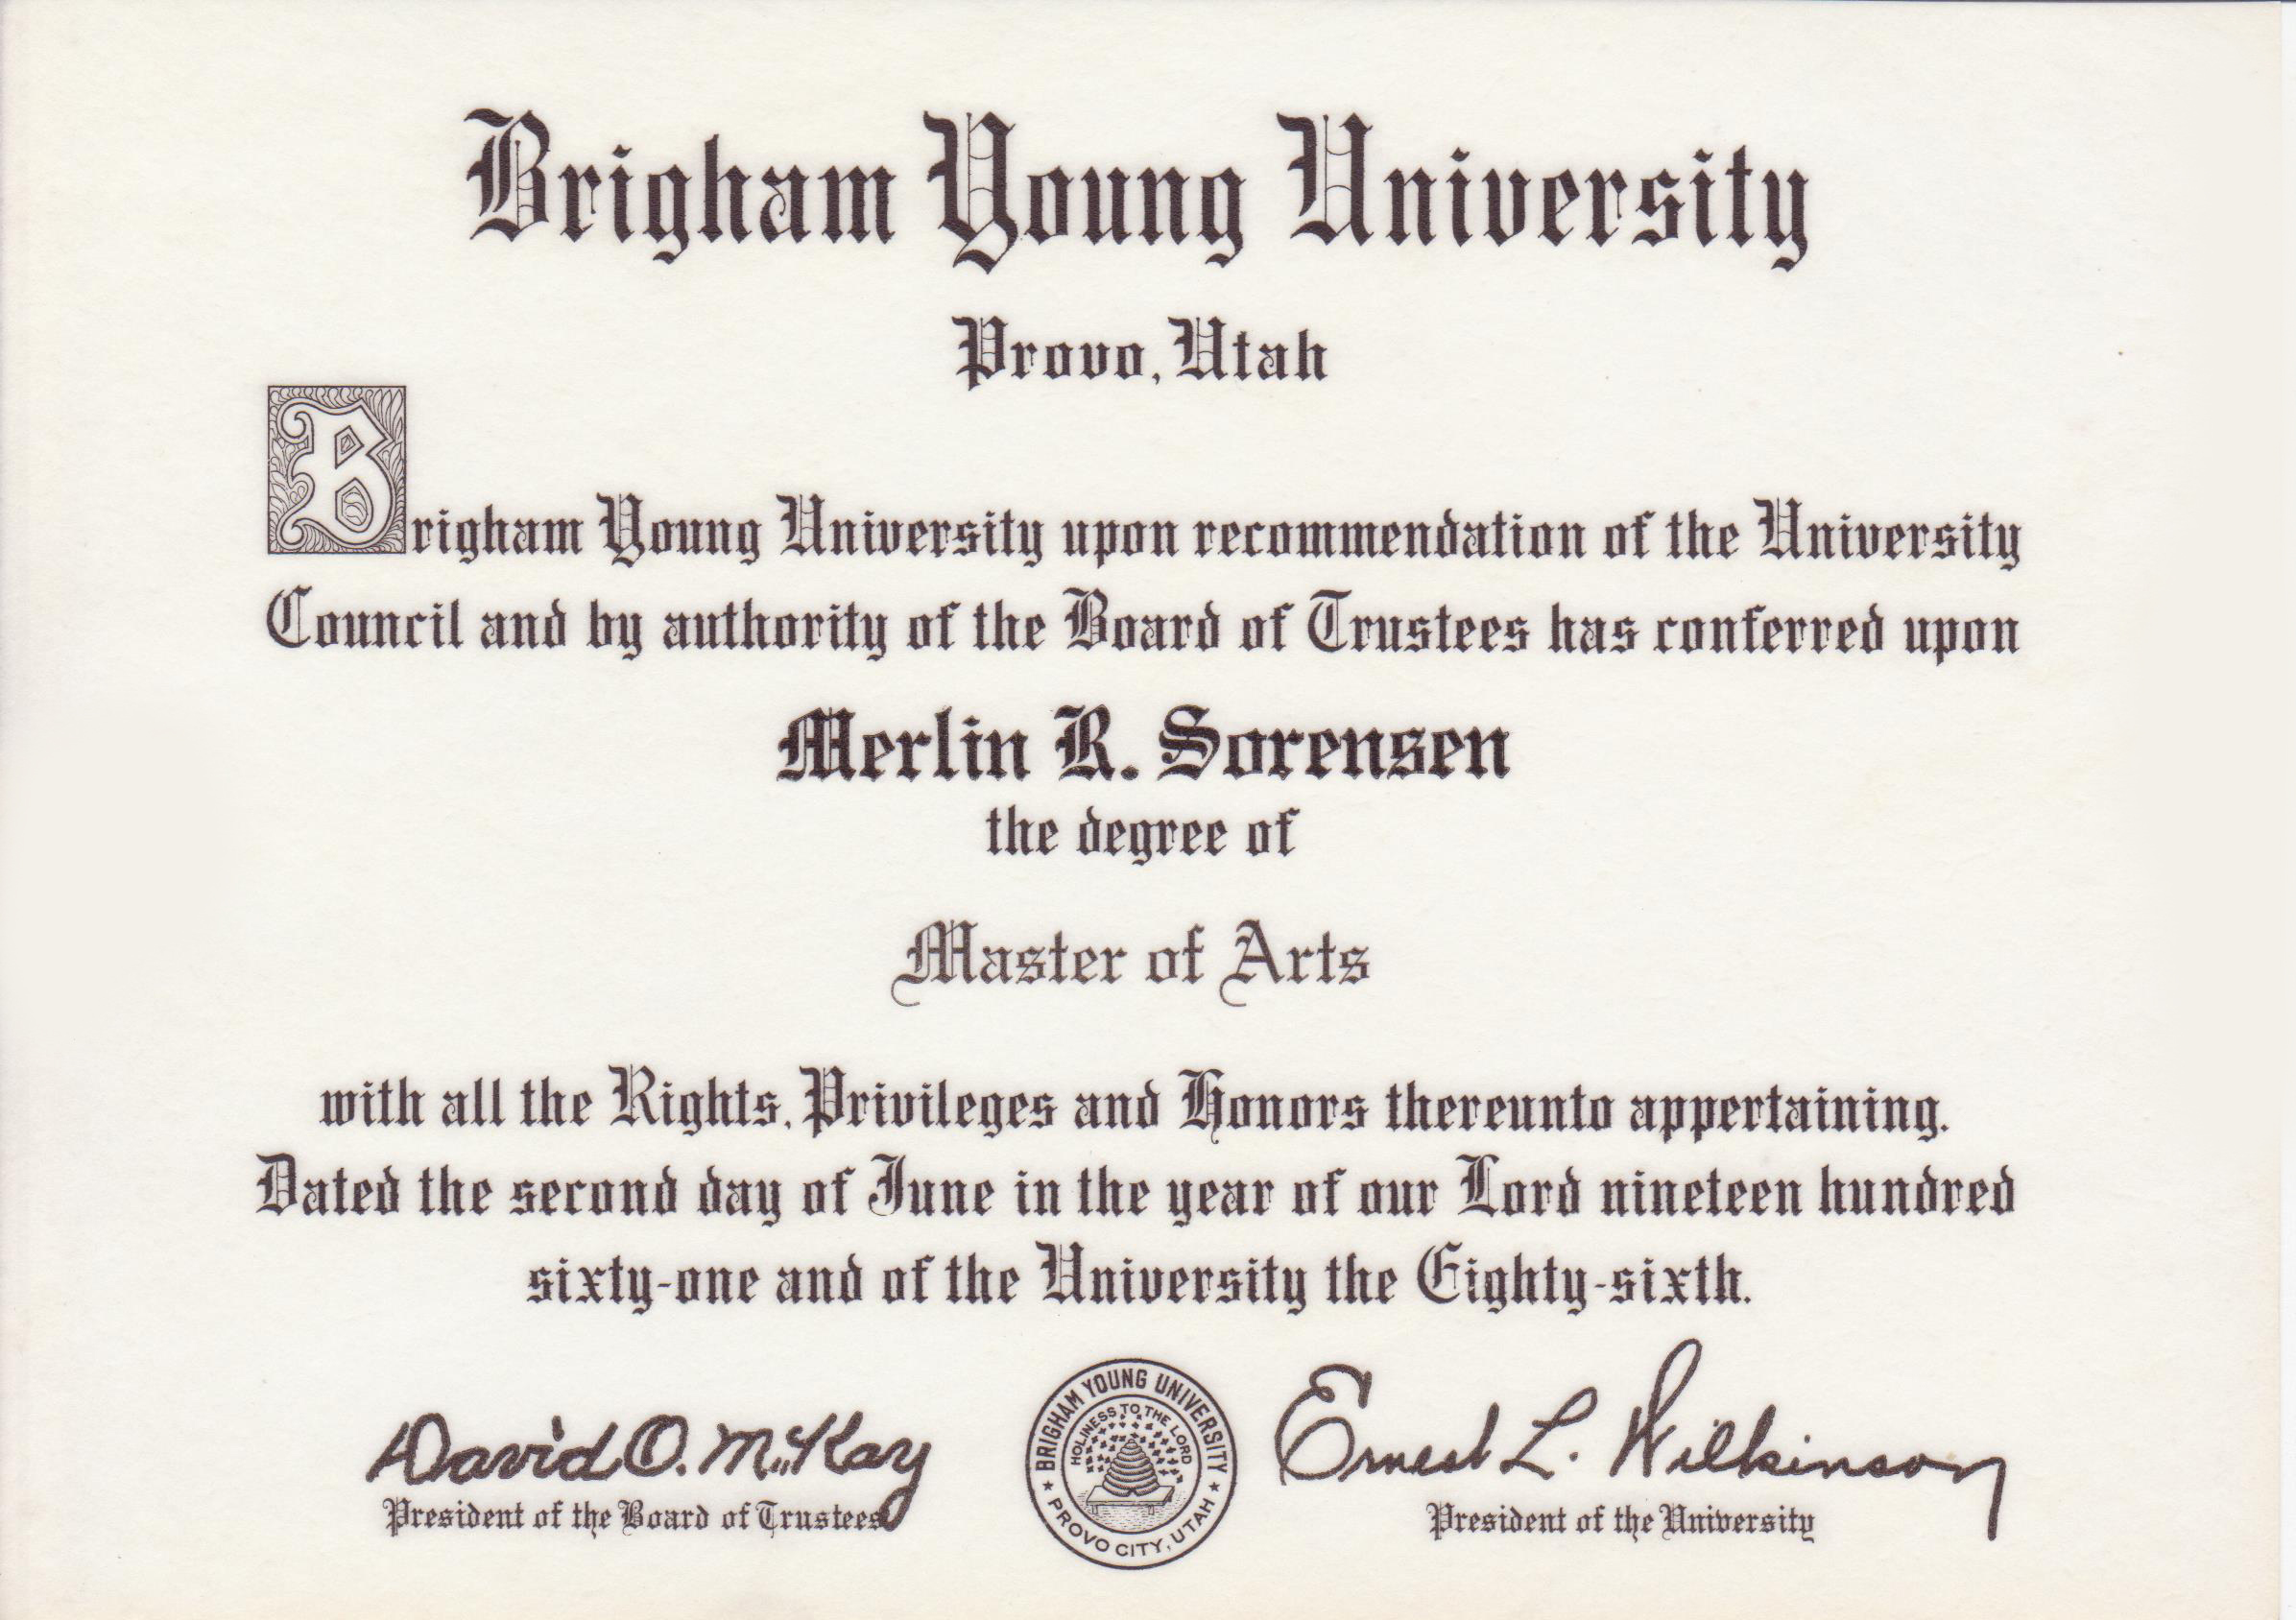 Brigham Young University
Provo, Utah
Brigham Young University upon recommendation of the University
Council and by authority of the Board of Trustees has conferred upon
Merlin R. Sorensen
the degree of
Master of Arts
with all the Rights, Privileges and Honors thereunto appertaining.
Dated the second day of June in the year of our Lord nineteen hundred
sixty-one and of the University the Eighty-sixth.
David O. McKay
President of the Board of Trustees
BRIGHAM YOUNG UNIVERSITY
HOLINESS TO THE LORD
★ PROVO CITY, UTAH ★
Ernest L. Wilkinson
President of the University